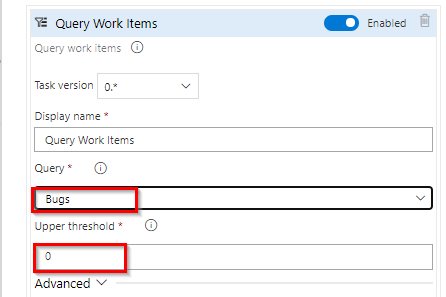 Query Work Items Enabled
Query work items
Task version 0.*
Display name *
Query Work Items
Query *
Bugs
Upper threshold *
0
Advanced